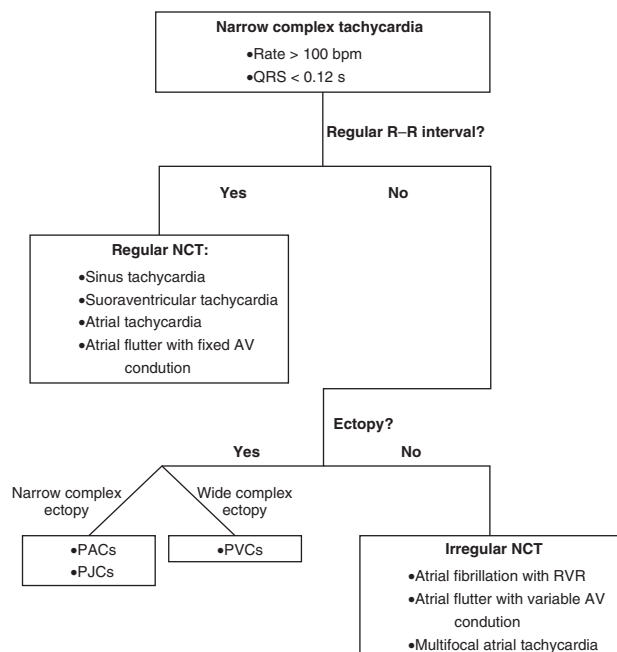 Narrow complex tachycardia
•Rate > 100 bpm
•QRS < 0.12 s
Regular R–R interval?
Yes
No
Regular NCT:
•Sinus tachycardia
•Suoraventricular tachycardia
•Atrial tachycardia
•Atrial flutter with fixed AV
condution
Ectopy?
Yes
No
Narrow complex
ectopy
Wide complex
ectopy
•PACs
•PJCs
•PVCs
Irregular NCT
•Atrial fibrillation with RVR
•Atrial flutter with variable AV
condution
•Multifocal atrial tachycardia